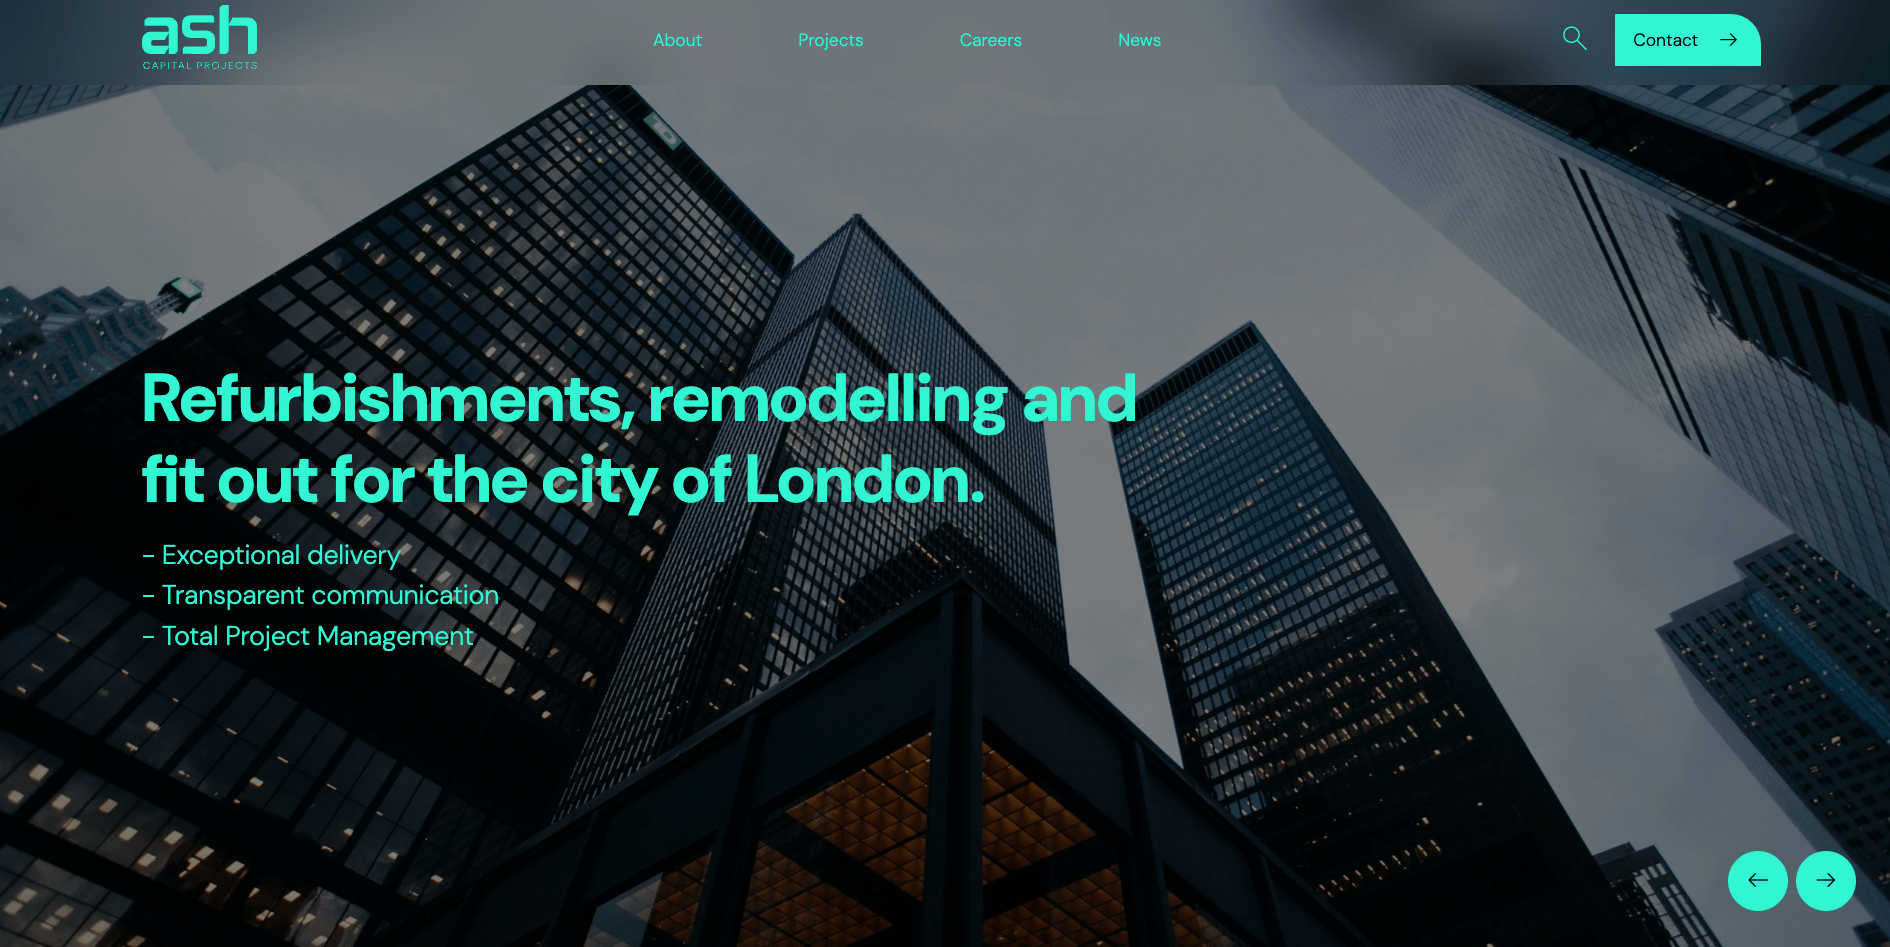 ash
CAPITAL PROJECTS
About
Projects
Careers
News
Contact
Refurbishments, remodelling and
fit out for the city of London.
- Exceptional delivery
- Transparent communication
- Total Project Management